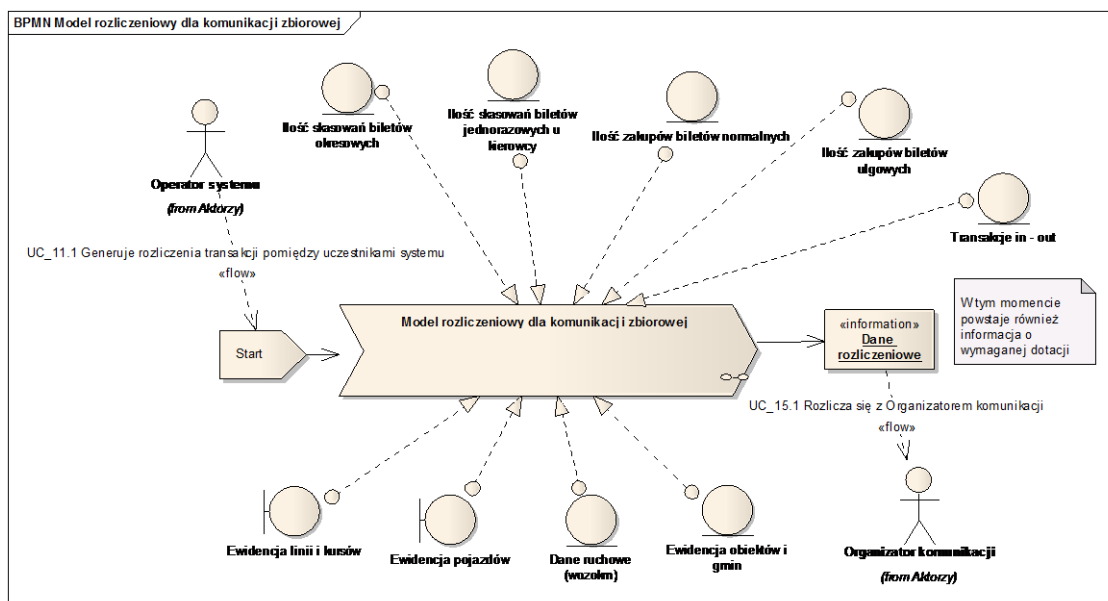 BPMN Model rozliczeniowy dla komunikacji zbiorowej
Ilość skasowań biletów
okresowych
Ilość skasowań biletów
jednorazowych u
kierowcy
Ilość zakupów biletów normalnych
Ilość zakupów biletów
ulgowych
Operator systemu
(from Aktorzy)
Transakcje in - out
UC_11.1 Generuje rozliczenia transakcji pomiędzy uczestnikami systemu
«flow»
W tym momencie
powstaje również
informacja o
wymaganej dotacji
Start
Model rozliczeniowy dla komunikacji zbiorowej
«information»
Dane
rozliczeniowe
UC_15.1 Rozlicza się z Organizatorem komunikacji
«flow»
Ewidencja linii i kursów
Ewidencja pojazdów
Dane ruchowe
(wozokm)
Ewidencja obiektów i
gmin
Organizator komunikacji
(from Aktorzy)